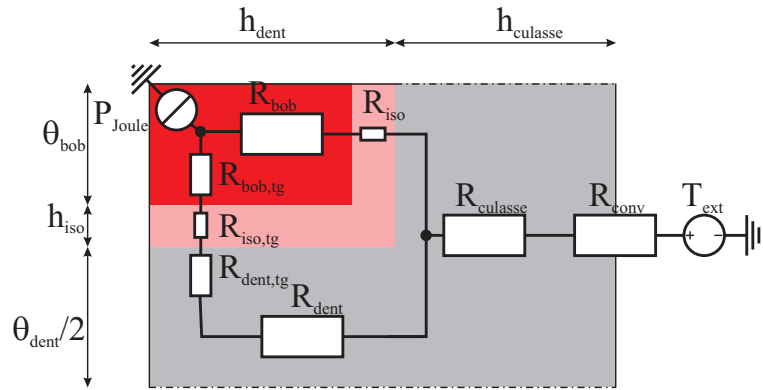 h_dent
h_culasse
P_Joule
R_bob
R_iso
θ_bob
R_bob,tg
R_culasse
R_conv
T_ext
h_iso
R_iso,tg
+ -
R_dent,tg
R_dent
θ_dent/2